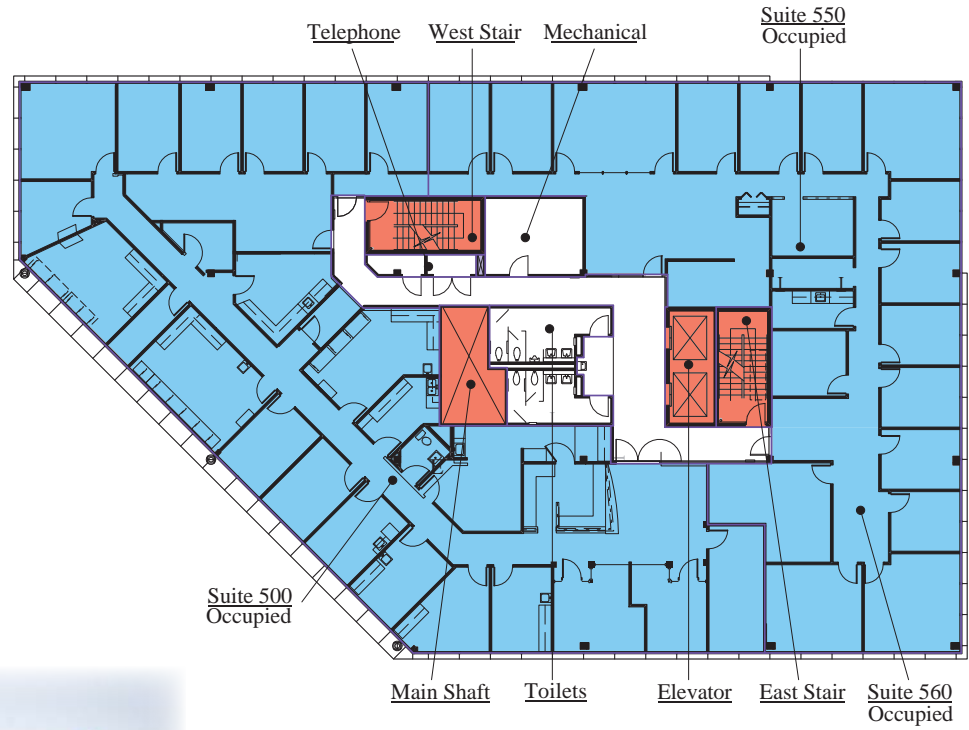 Suite 550
Occupied
Telephone
West Stair
Mechanical
Suite 500
Occupied
Main Shaft
Toilets
Elevator
East Stair
Suite 560
Occupied